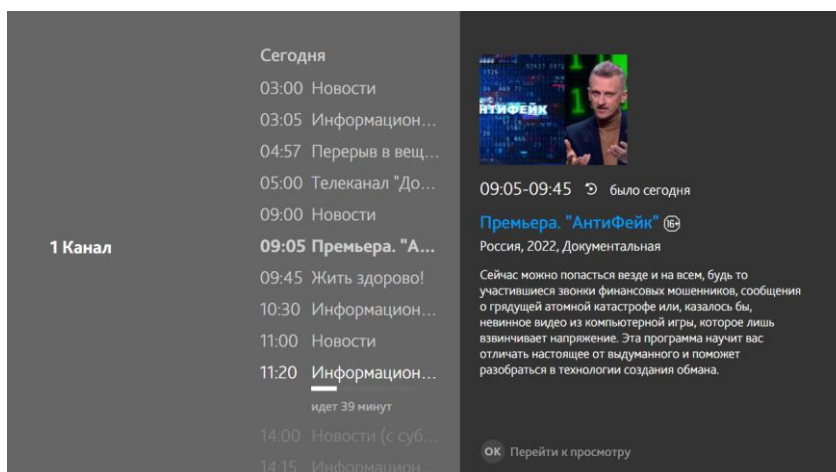 Сегодня
03:00 Новости
03:05 Информацион...
04:57 Перерыв в вещ...
05:00 Телеканал "До...
09:00 Новости
1 Канал
09:05 Премьера. "А...
09:45 Жить здорово!
10:30 Информацион...
11:00 Новости
11:20 Информацион...
идет 39 минут
14:00 Новости (с суб...
14:15 Информацион...
НТИФЕЙК
09:05-09:45 было сегодня
Премьера. "АнтиФейк" 16+
Россия, 2022, Документальная
Сейчас можно попасться везде и на всем, будь то
участившиеся звонки финансовых мошенников, сообщения
о грядущей атомной катастрофе или, казалось бы,
невинное видео из компьютерной игры, которое лишь
взвинчивает напряжение. Эта программа научит вас
отличать настоящее от выдуманного и поможет
разобраться в технологии создания обмана.
OK Перейти к просмотру